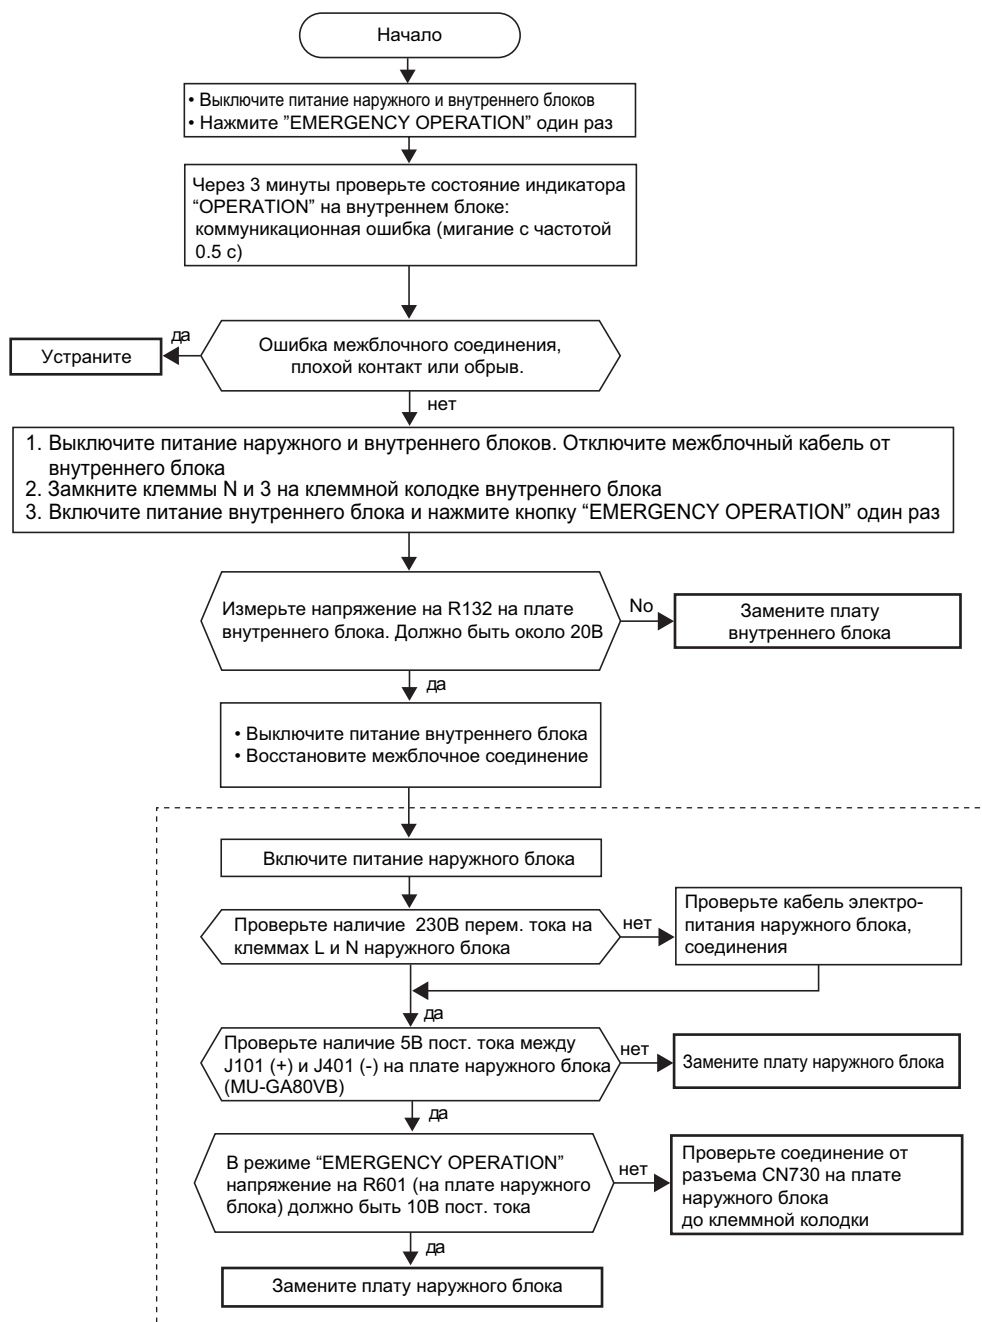 Начало
• Выключите питание наружного и внутреннего блоков
• Нажмите ”EMERGENCY OPERATION” один раз
Через 3 минуты проверьте состояние индикатора
“OPERATION” на внутреннем блоке:
коммуникационная ошибка (мигание с частотой
0.5 с)
да
Устраните
Ошибка межблочного соединения,
плохой контакт или обрыв.
нет
1. Выключите питание наружного и внутреннего блоков. Отключите межблочный кабель от
внутреннего блока
2. Замкните клеммы N и 3 на клеммной колодке внутреннего блока
3. Включите питание внутреннего блока и нажмите кнопку “EMERGENCY OPERATION” один раз
Измерьте напряжение на R132 на плате
внутреннего блока. Должно быть около 20В
No
Замените плату
внутреннего блока
да
• Выключите питание внутреннего блока
• Восстановите межблочное соединение
Включите питание наружного блока
Проверьте наличие 230В перем. тока на
клеммах L и N наружного блока
нет
Проверьте кабель электро-
питания наружного блока,
соединения
да
Проверьте наличие 5В пост. тока между
J101 (+) и J401 (-) на плате наружного блока
(MU-GA80VB)
нет
Замените плату наружного блока
да
В режиме “EMERGENCY OPERATION”
напряжение на R601 (на плате наружного
блока) должно быть 10В пост. тока
нет
Проверьте соединение от
разъема CN730 на плате
наружного блока
до клеммной колодки
да
Замените плату наружного блока